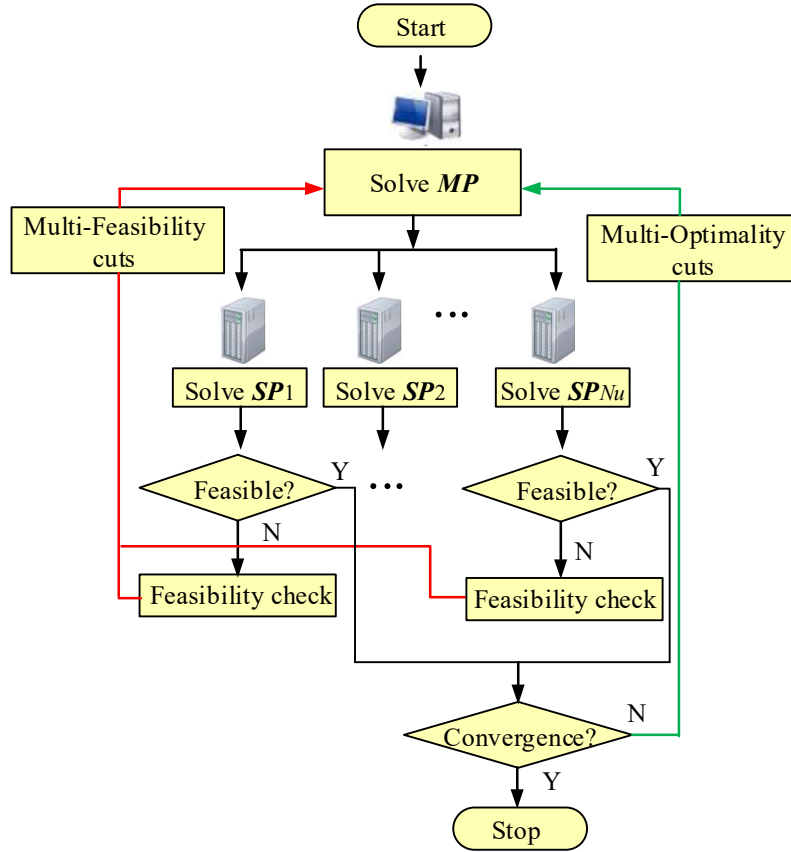 Start
Solve MP
Multi-Feasibility
cuts
Multi-Optimality
cuts
...
Solve SP1
Solve SP2
Solve SPNu
Feasible?
Y
N
...
Feasible?
Y
N
Feasibility check
Feasibility check
Convergence?
N
Y
Stop